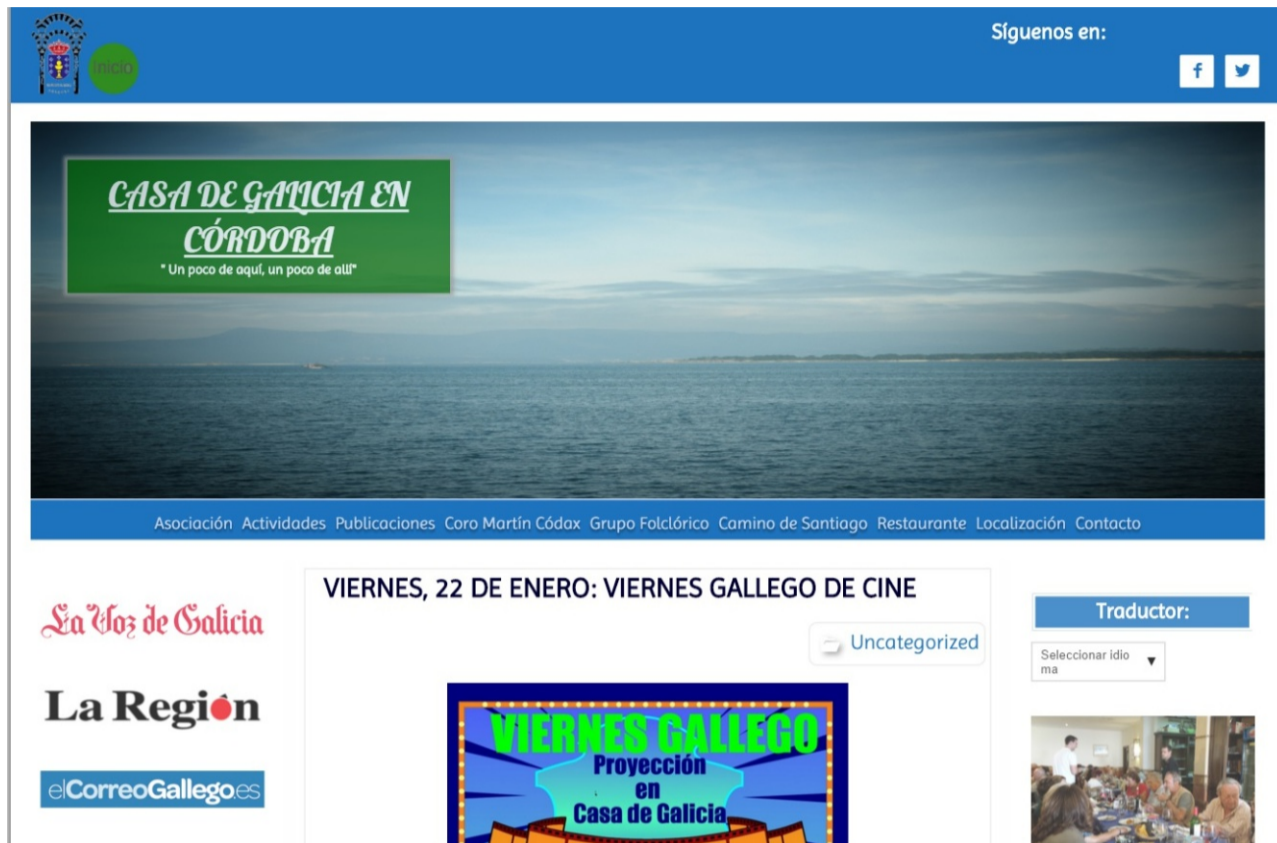 Síguenos en:
Inicio
CASA DE GALICIA EN
CÓRDOBA
" Un poco de aquí, un poco de allí"
Asociación Actividades Publicaciones Coro Martín Códax Grupo Folclórico Camino de Santiago Restaurante Localización Contacto
La Voz de Galicia
La Región
elCorreoGallego.es
VIERNES, 22 DE ENERO: VIERNES GALLEGO DE CINE
Uncategorized
VIERNES GALLEGO
Proyección
en
Casa de Galicia
Traductor:
Seleccionar idio
ma